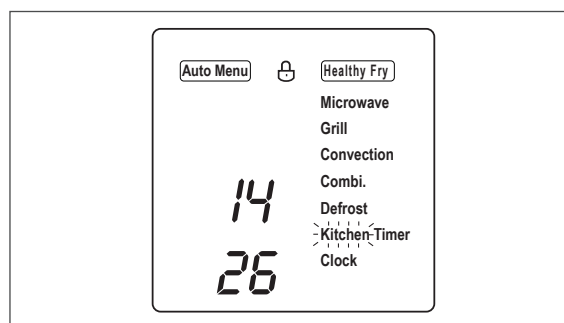 Auto Menu Healthy Fry
Microwave
Grill
Convection
Combi.
14
Defrost
Kitchen Timer
Clock
26